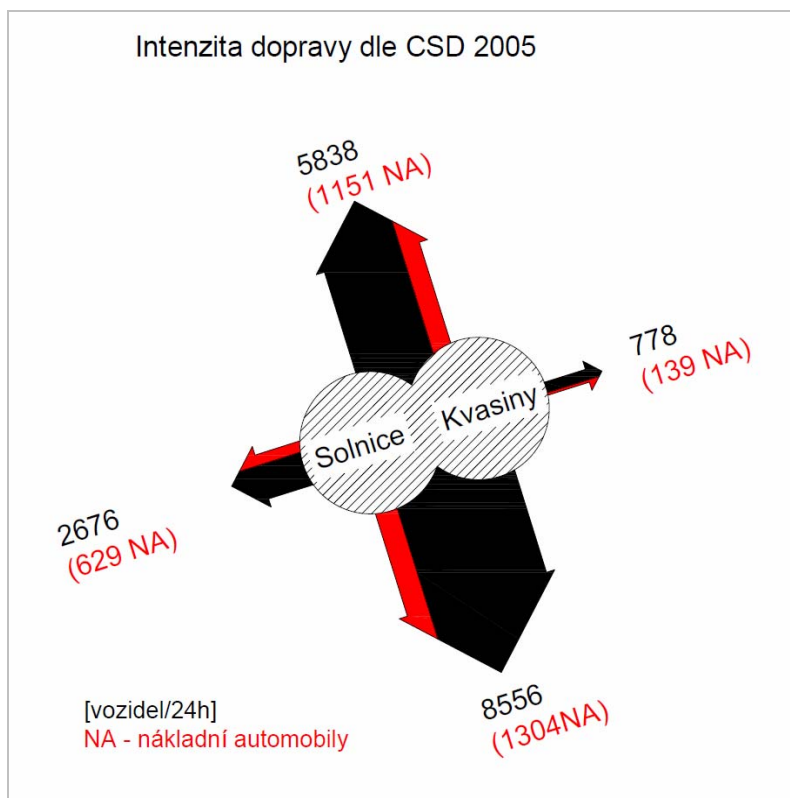 Intenzita dopravy dle CSD 2005
5838
(1151 NA)
778
(139 NA)
Kvasiny
Solnice
2676
(629 NA)
8556
(1304NA)
[vozidel/24h]
NA - nákladní automobily